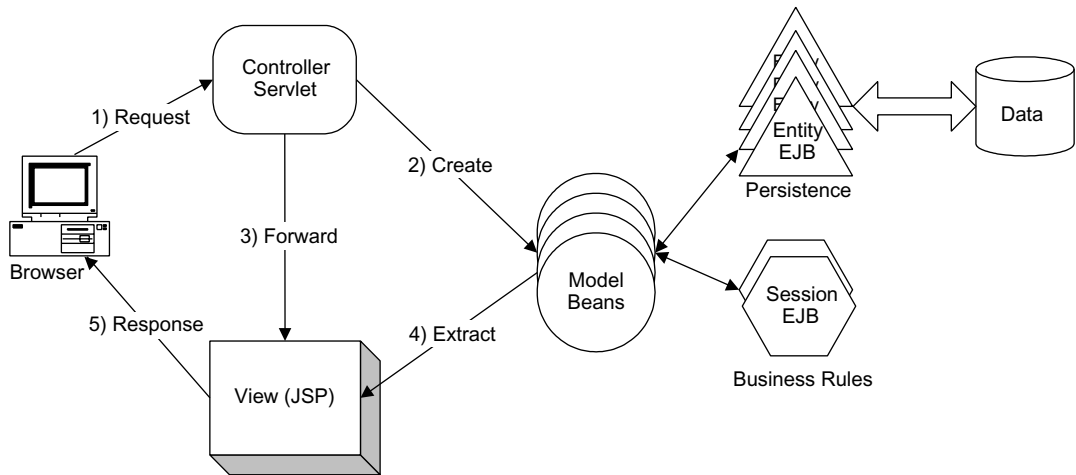 Controller
Servlet
1) Request
2) Create
3) Forward
Browser
5) Response
View (JSP)
4) Extract
Model
Beans
Entity
EJB
Persistence
Data
Session
EJB
Business Rules